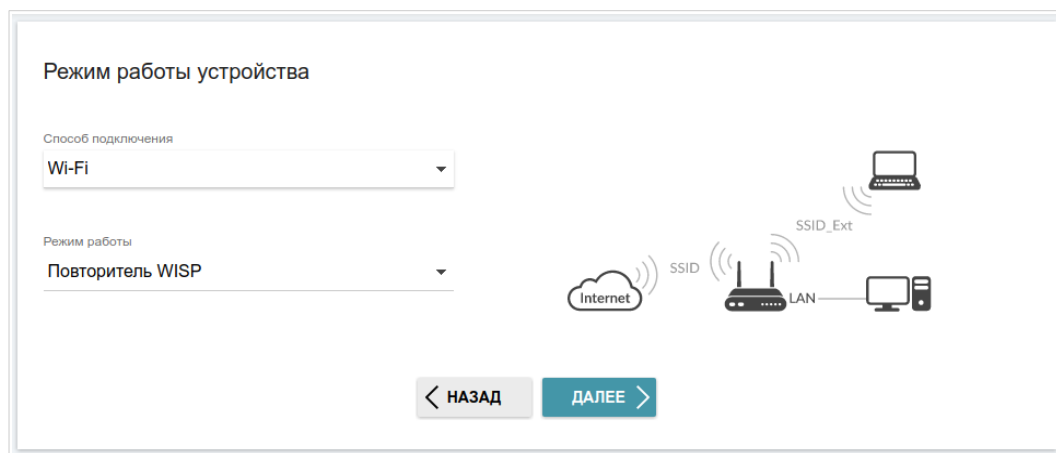 Режим работы устройства
Способ подключения
Wi-Fi
Режим работы
Повторитель WISP
SSID_Ext
SSID
Internet
LAN
НАЗАД
ДАЛЕЕ